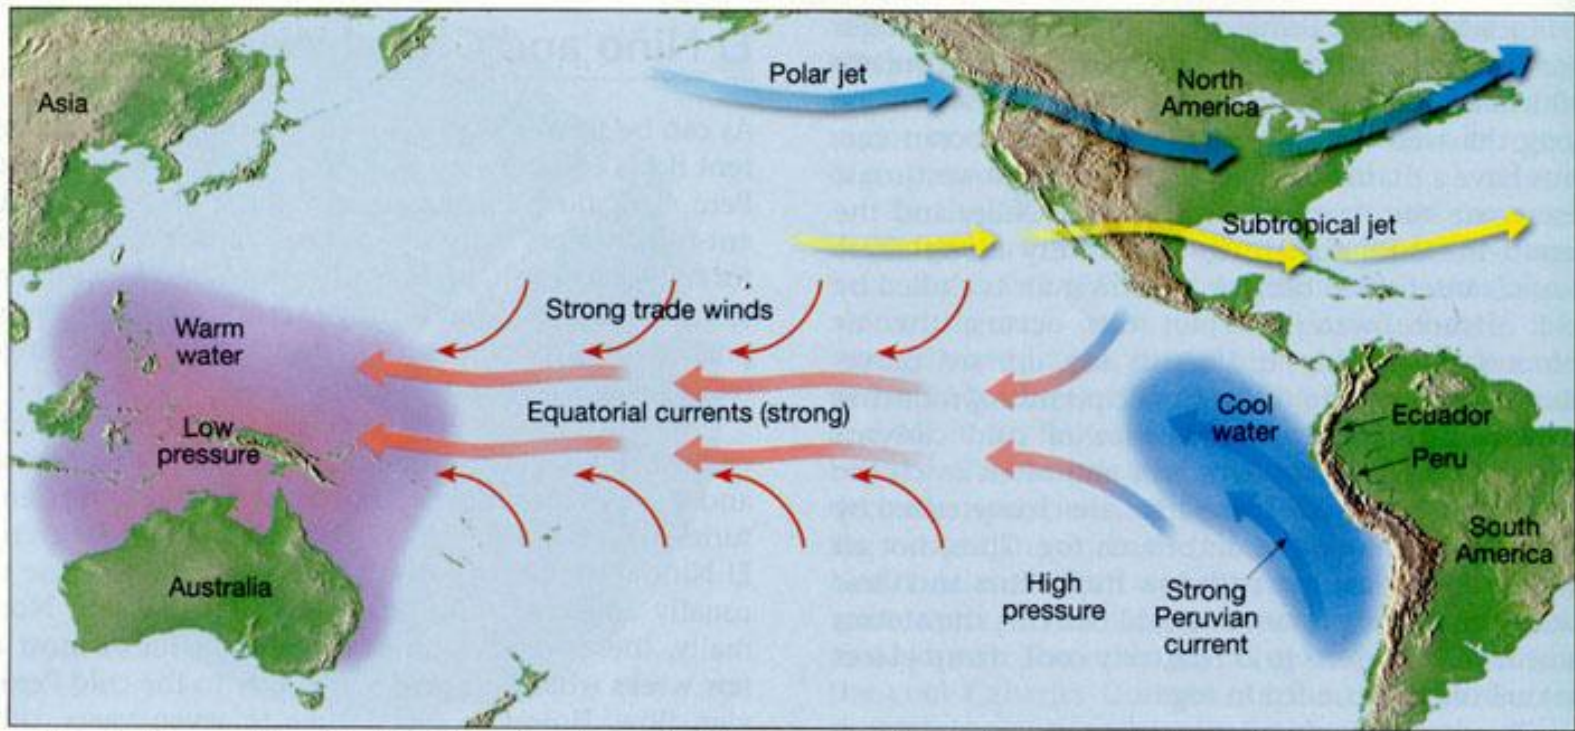 Asia
Polar jet
North
America
Subtropical jet
Strong trade winds
Warm
water
Equatorial currents (strong)
Low
pressure
Cool
water
Ecuador
Peru
South
America
Australia
High
pressure
Strong
Peruvian
current